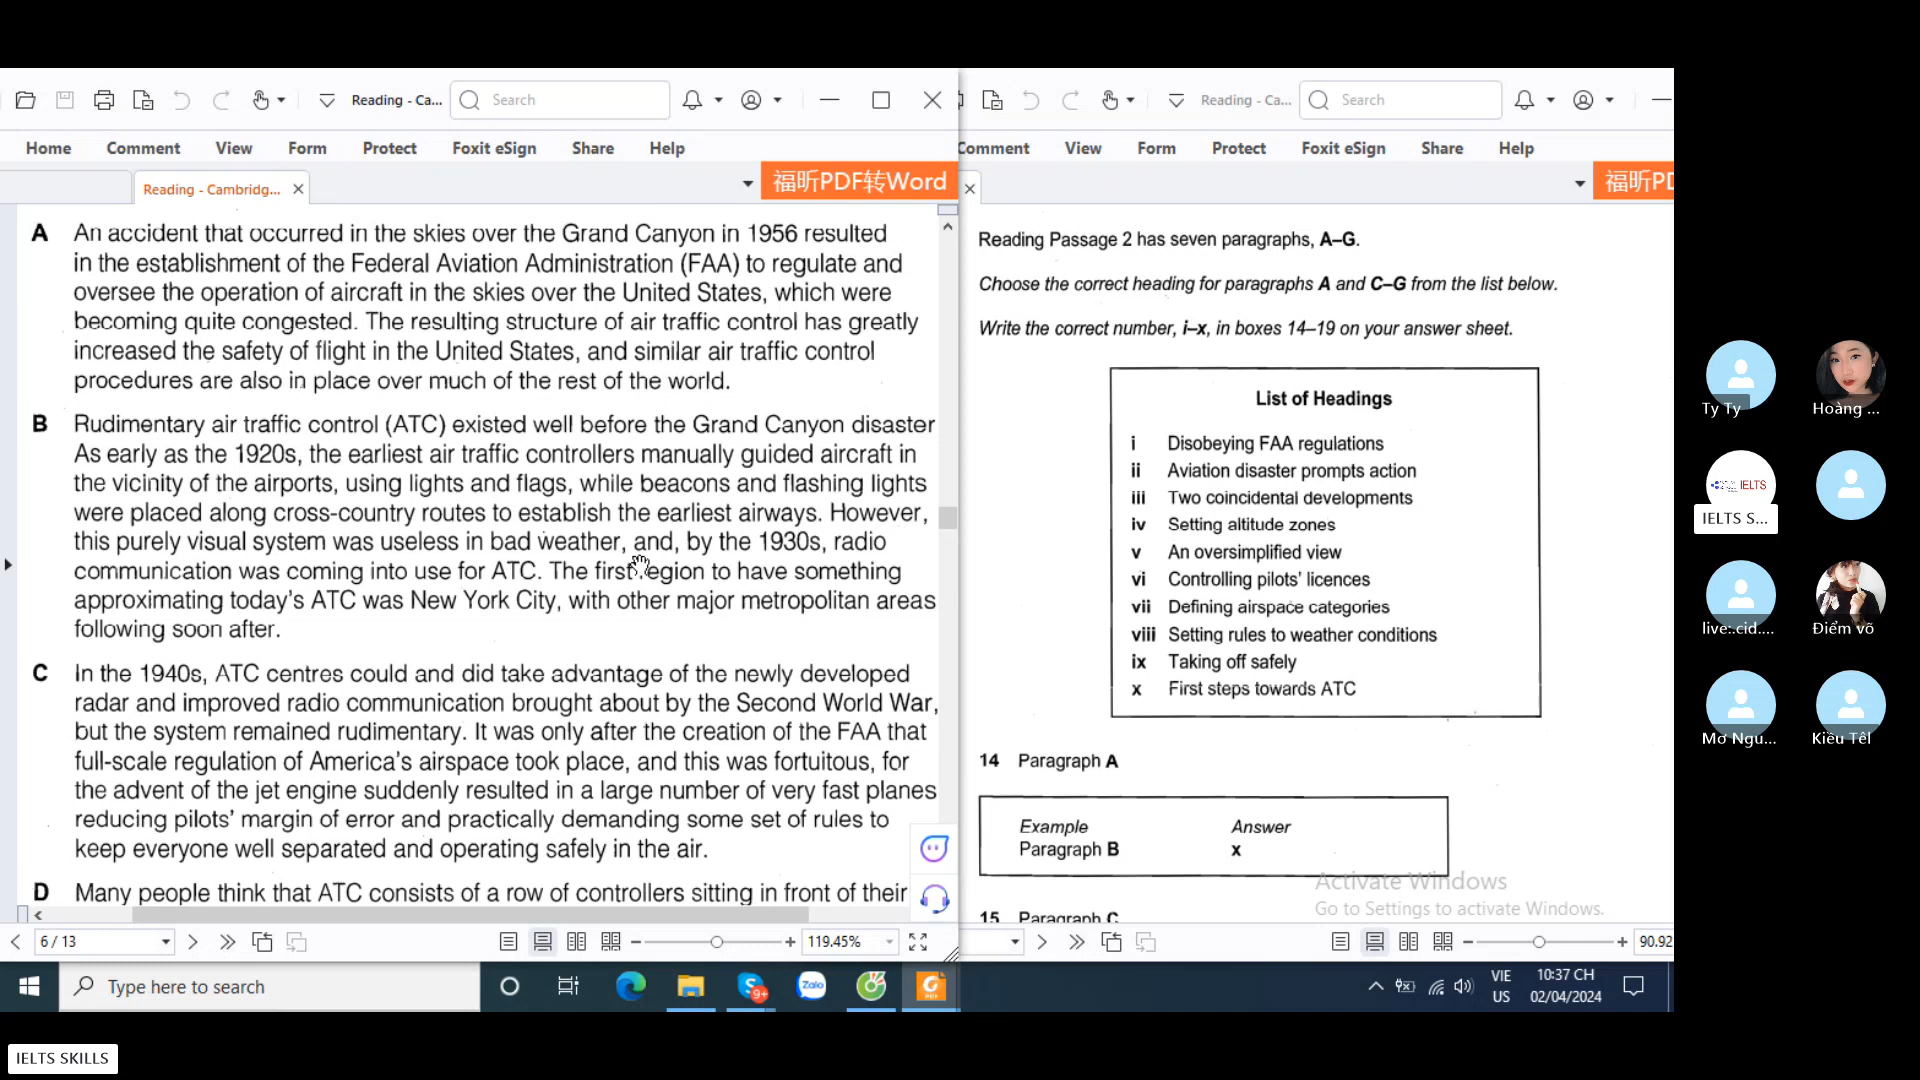 Reading - Ca...
Search
Reading - Ca...
Search
Home Comment View Form Protect Foxit eSign Share Help
Comment View Form Protect Foxit eSign Share Help
Reading - Cambridg...
福昕PDF转Word
福昕PD
A An accident that occurred in the skies over the Grand Canyon in 1956 resulted
in the establishment of the Federal Aviation Administration (FAA) to regulate and
oversee the operation of aircraft in the skies over the United States, which were
becoming quite congested. The resulting structure of air traffic control has greatly
increased the safety of flight in the United States, and similar air traffic control
procedures are also in place over much of the rest of the world.
B Rudimentary air traffic control (ATC) existed well before the Grand Canyon disaster
As early as the 1920s, the earliest air traffic controllers manually guided aircraft in
the vicinity of the airports, using lights and flags, while beacons and flashing lights
were placed along cross-country routes to establish the earliest airways. However,
this purely visual system was useless in bad weather, and, by the 1930s, radio
communication was coming into use for ATC. The first region to have something
approximating today's ATC was New York City, with other major metropolitan areas
following soon after.
C In the 1940s, ATC centres could and did take advantage of the newly developed
radar and improved radio communication brought about by the Second World War,
but the system remained rudimentary. It was only after the creation of the FAA that
full-scale regulation of America's airspace took place, and this was fortuitous, for
the advent of the jet engine suddenly resulted in a large number of very fast planes
reducing pilots' margin of error and practically demanding some set of rules to
keep everyone well separated and operating safely in the air.
D Many people think that ATC consists of a row of controllers sitting in front of their
Reading Passage 2 has seven paragraphs, A–G.
Choose the correct heading for paragraphs A and C–G from the list below.
Write the correct number, i–x, in boxes 14–19 on your answer sheet.
List of Headings
i Disobeying FAA regulations
ii Aviation disaster prompts action
iii Two coincidental developments
iv Setting altitude zones
v An oversimplified view
vi Controlling pilots' licences
vii Defining airspace categories
viii Setting rules to weather conditions
ix Taking off safely
x First steps towards ATC
14 Paragraph A
Example Answer
Paragraph B x
15 Paragraph C
Activate Windows
Go to Settings to activate Windows.
6 / 13
119.45%
90.92
Type here to search
9+
Zalo
VIE
US
10:37 CH
02/04/2024
Ty Ty
Hoàng ...
IELTS
IELTS S...
live:.cid....
Điểm võ
Mơ Ngu...
Kiều Têl
IELTS SKILLS